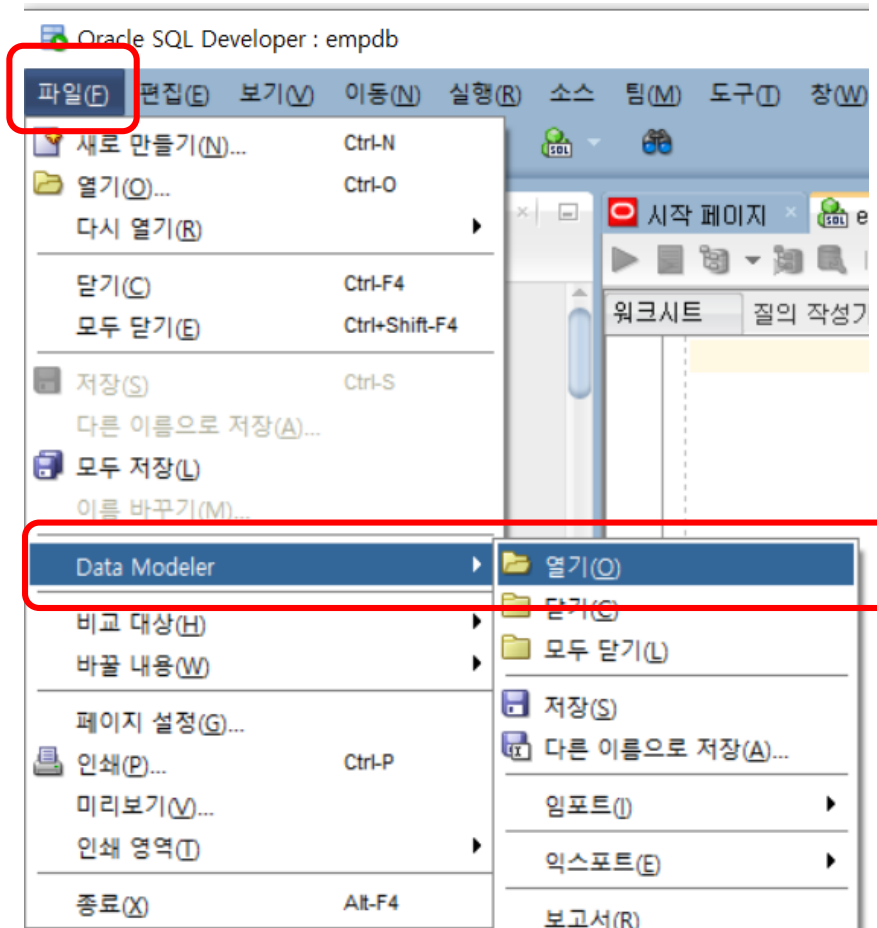 Oracle SQL Developer : empdb
파일(F) 편집(E) 보기(V) 이동(N) 실행(R) 소스 팀(M) 도구(T) 창(W)
새로 만들기(N)... Ctrl-N
열기(O)... Ctrl-O
다시 열기(R)
닫기(C) Ctrl-F4
모두 닫기(E) Ctrl+Shift-F4
저장(S) Ctrl-S
다른 이름으로 저장(A)...
모두 저장(L)
이름 바꾸기(M)...
Data Modeler
비교 대상(H)
바꿀 내용(W)
페이지 설정(G)...
인쇄(P)... Ctrl-P
미리보기(V)...
인쇄 영역(T)
종료(X) Alt-F4
열기(O)
닫기(C)
모두 닫기(L)
저장(S)
다른 이름으로 저장(A)...
임포트(I)
익스포트(E)
보고서(R)
SQL
시작 페이지
SQL e
워크시트 질의 작성기